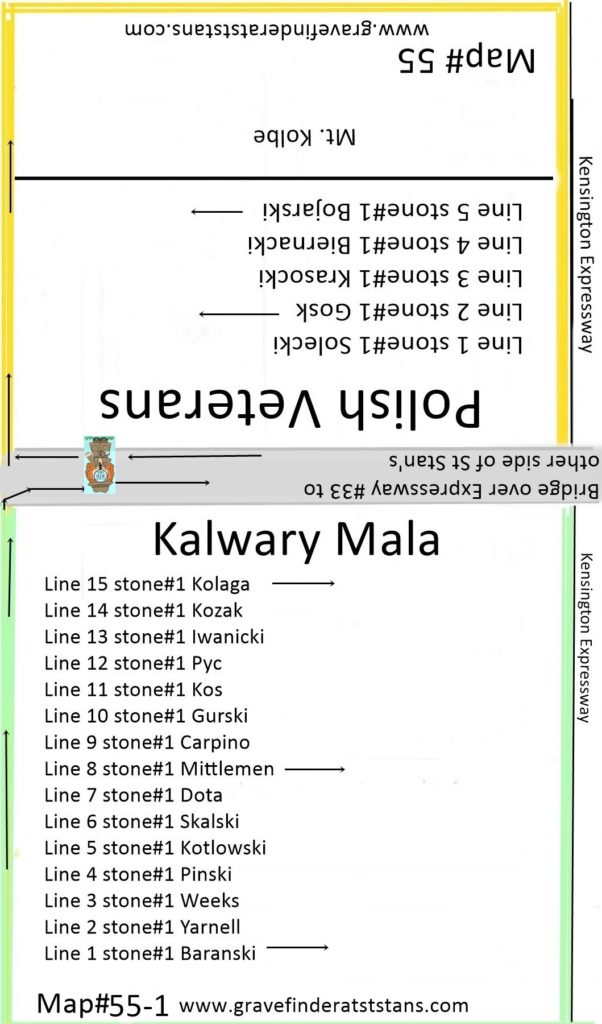 www.gravefinderatststans.com
Map# 55
Mt. Kolbe
Line 5 stone#1 Bojarski
Line 4 stone#1 Biernacki
Line 3 stone#1 Krasocki
Line 2 stone#1 Gosk
Line 1 stone#1 Solecki
Polish Veterans
Kensington Expressway
Bridge over Expressway #33 to
other side of St Stan's
Kalwary Mala
Line 15 stone#1 Kolaga
Line 14 stone#1 Kozak
Line 13 stone#1 Iwanicki
Line 12 stone#1 Pyc
Line 11 stone#1 Kos
Line 10 stone#1 Gurski
Line 9 stone#1 Carpino
Line 8 stone#1 Mittlemen
Line 7 stone#1 Dota
Line 6 stone#1 Skalski
Line 5 stone#1 Kotlowski
Line 4 stone#1 Pinski
Line 3 stone#1 Weeks
Line 2 stone#1 Yarnell
Line 1 stone#1 Baranski
Kensington Expressway
Map#55-1 www.gravefinderatststans.com